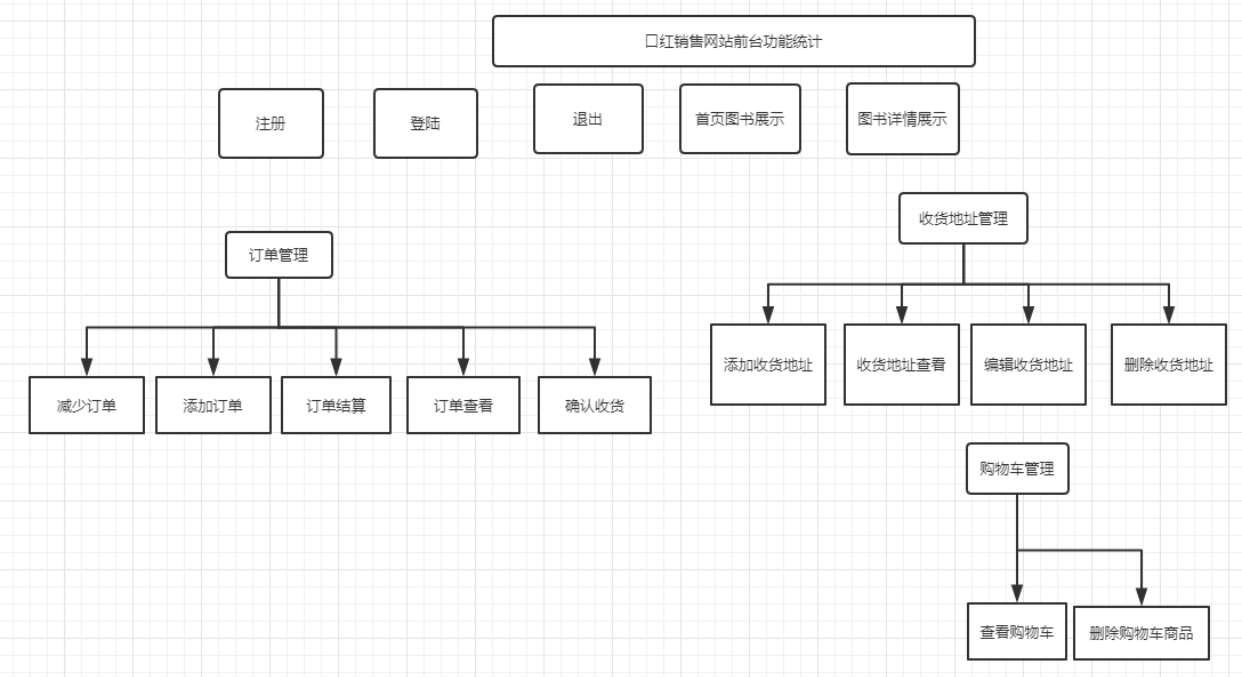 口红销售网站前台功能统计
注册
登陆
退出
首页图书展示
图书详情展示
收货地址管理
订单管理
添加收货地址
收货地址查看
编辑收货地址
删除收货地址
减少订单
添加订单
订单结算
订单查看
确认收货
购物车管理
查看购物车
删除购物车商品